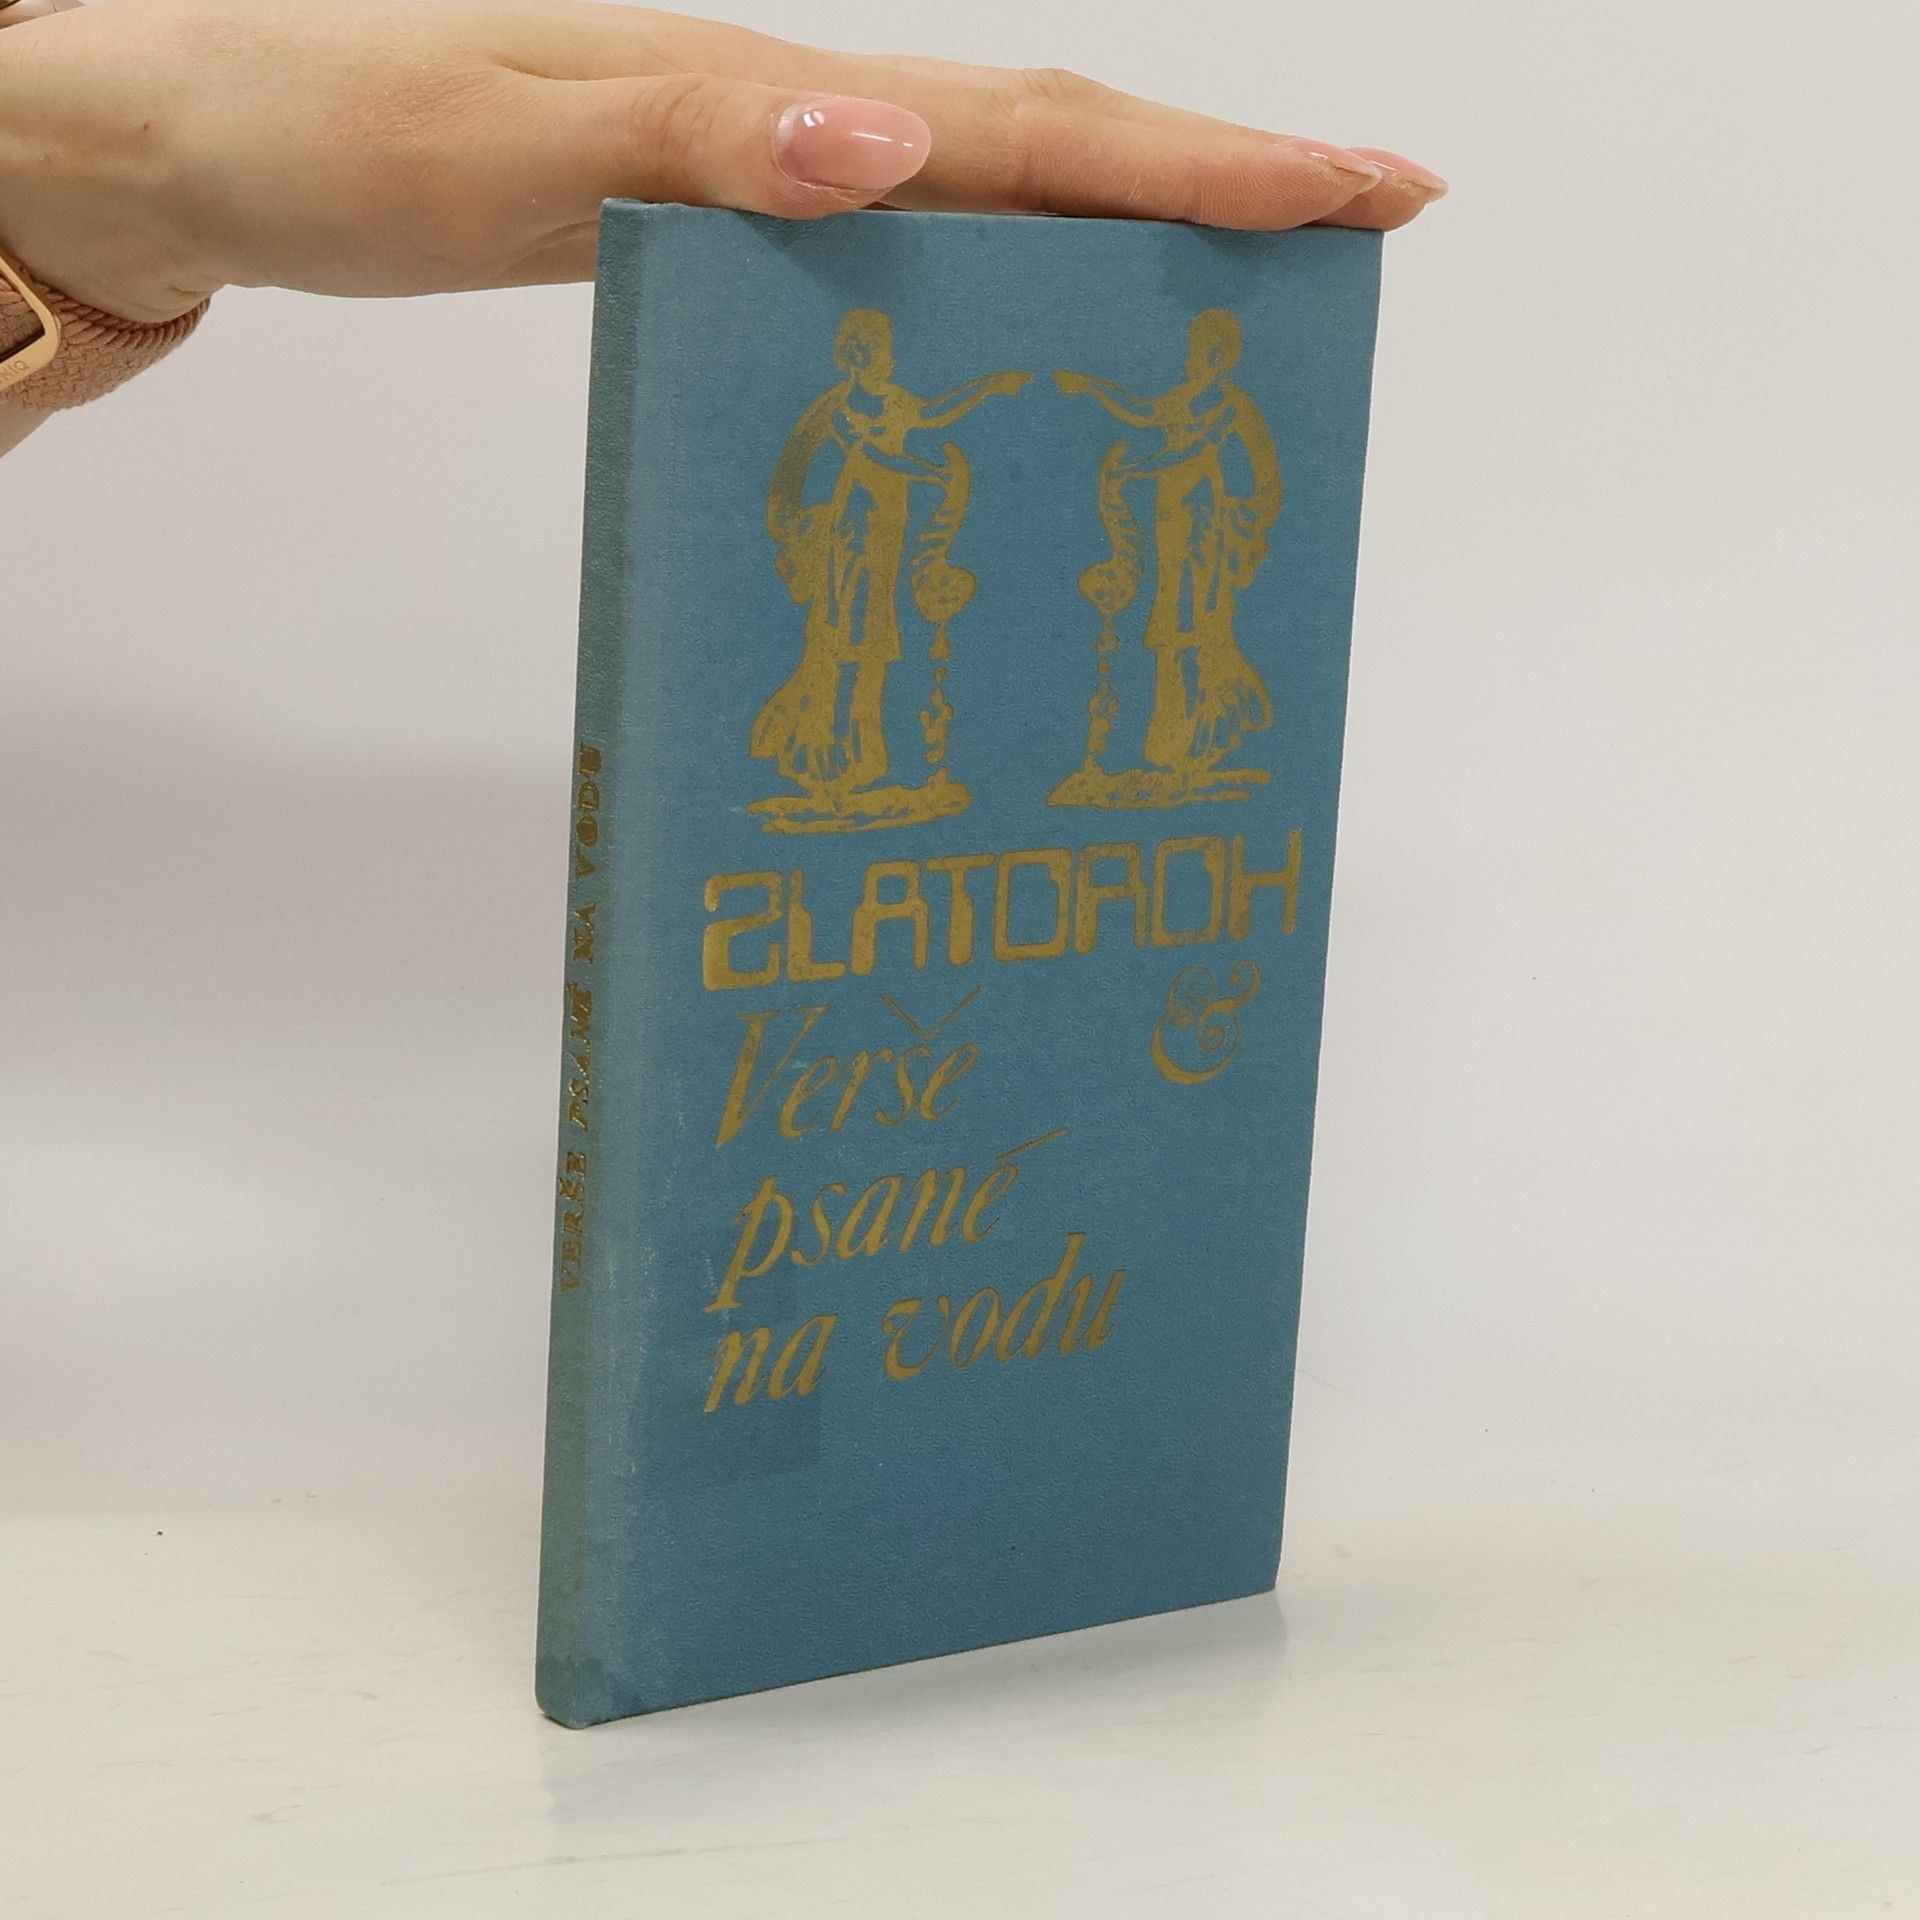 ZLATOROH
&
Verše
psané
na vodu
VERŠE PSANÉ NA VODU